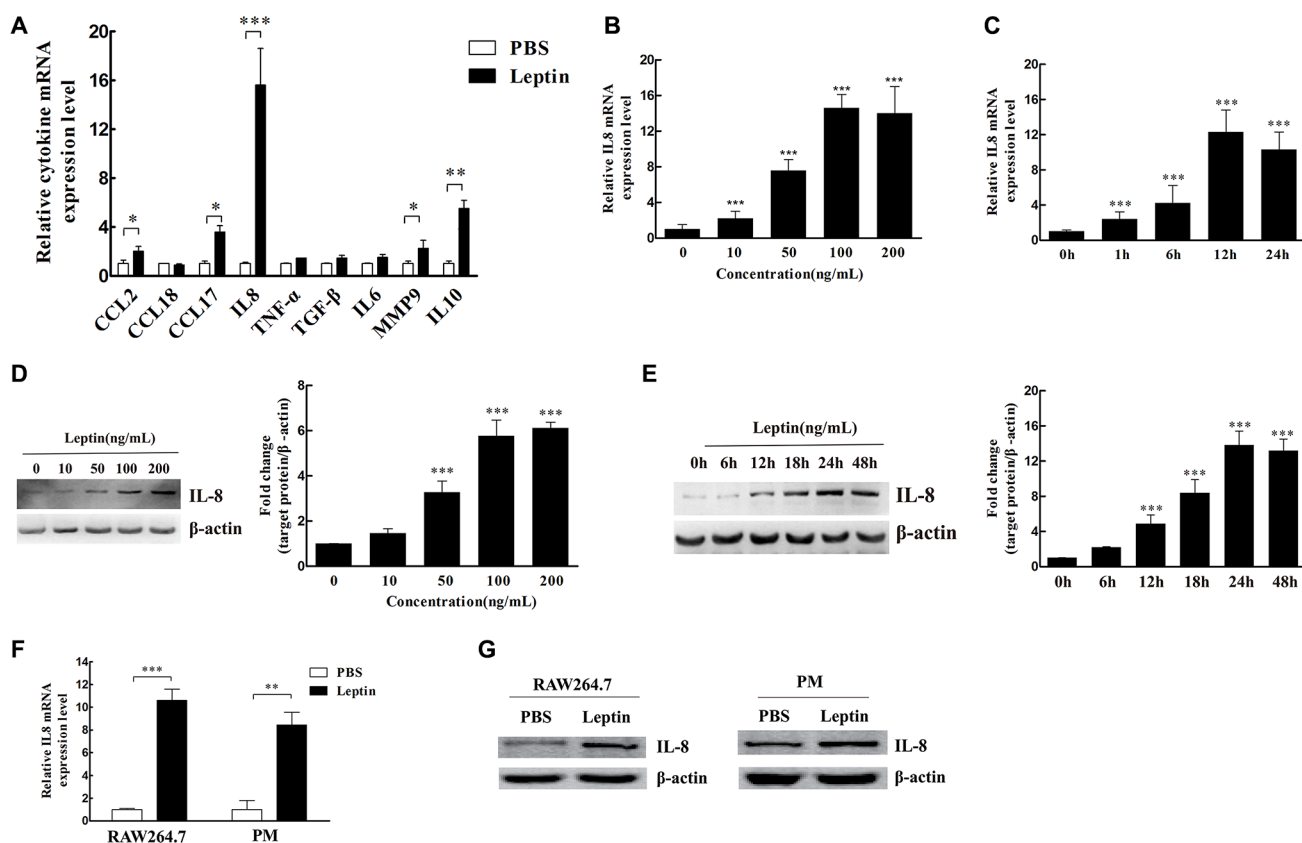 A
Relative cytokine mRNA
expression level
20
16
12
8
4
0
***
*
*
*
**
PBS
Leptin
CCL2
CCL18
CCL17
IL8
TNF-α
TGF-β
IL6
MMP9
IL10
B
Relative IL8 mRNA
expression level
20
16
12
8
4
0
***
***
***
***
0 10 50 100 200
Concentration(ng/mL)
C
Relative IL8 mRNA
expression level
20
16
12
8
4
0
***
***
***
***
0h 1h 6h 12h 24h
D
Leptin(ng/mL)
0 10 50 100 200
IL-8
β-actin
Fold change
(target protein/β -actin)
8
6
4
2
0
***
***
***
0 10 50 100 200
Concentration(ng/mL)
E
Leptin(ng/mL)
0h 6h 12h 18h 24h 48h
IL-8
β-actin
Fold change
(target protein/β -actin)
20
16
12
8
4
0
***
***
***
***
0h 6h 12h 18h 24h 48h
F
Relative IL8 mRNA
expression level
14
12
10
8
6
4
2
0
***
**
PBS
Leptin
RAW264.7 PM
G
RAW264.7
PBS Leptin
IL-8
β-actin
PM
PBS Leptin
IL-8
β-actin